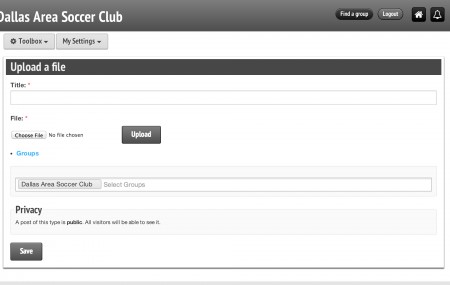 Dallas Area Soccer Club
Find a group Logout
Toolbox My Settings
Upload a file
Title: *
File: *
Choose File No file chosen Upload
• Groups
Dallas Area Soccer Club Select Groups
Privacy
A post of this type is public. All visitors will be able to see it.
Save